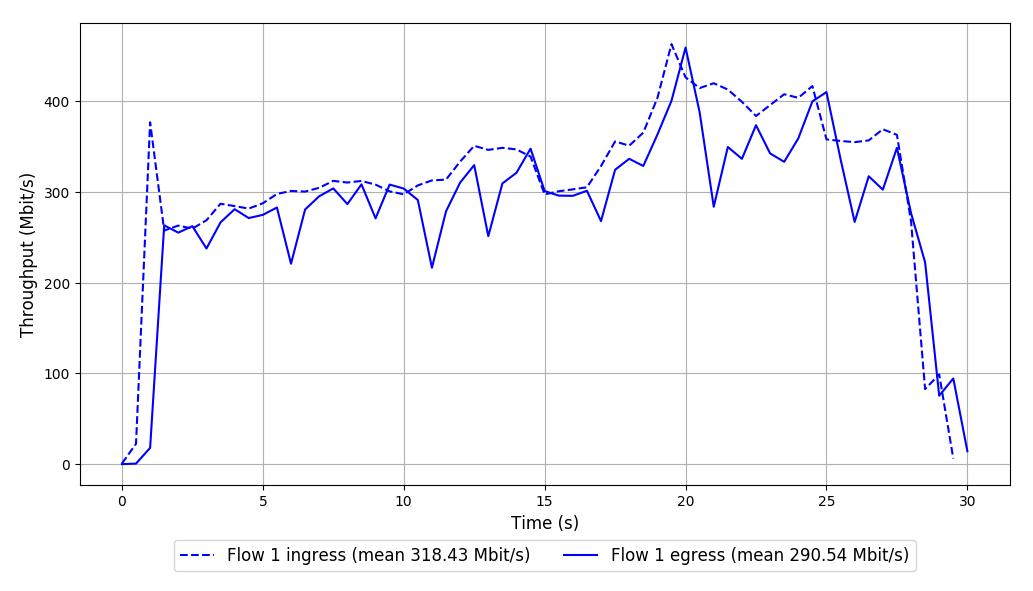 Throughput (Mbit/s)
400
300
200
100
0
0 5 10 15 20 25 30
Time (s)
Flow 1 ingress (mean 318.43 Mbit/s) Flow 1 egress (mean 290.54 Mbit/s)